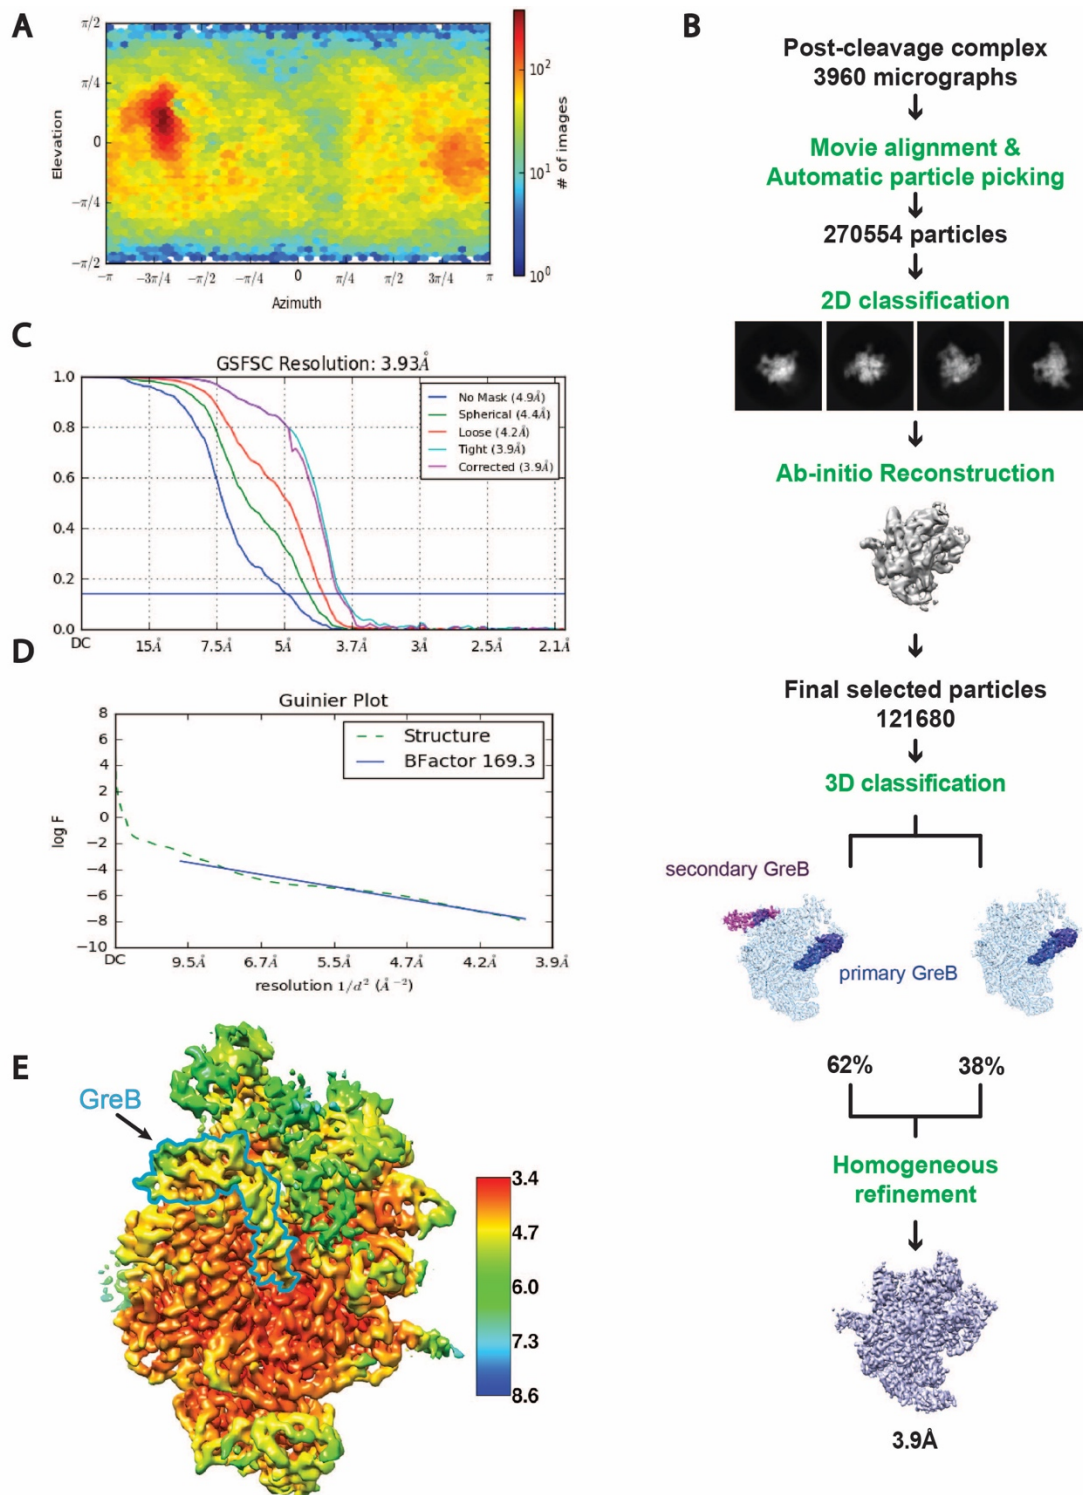 A
π/2
π/4
0
−π/4
−π/2
Elevation
−π
−3π/4
−π/2
−π/4
0
π/4
π/2
3π/4
π
Azimuth
10²
10¹
10⁰
# of images
B
Post-cleavage complex
3960 micrographs
Movie alignment &
Automatic particle picking
270554 particles
2D classification
Ab-initio Reconstruction
Final selected particles
121680
3D classification
secondary GreB
primary GreB
62%
38%
Homogeneous
refinement
3.9Å
C
GSFSC Resolution: 3.93Å
1.0
0.8
0.6
0.4
0.2
0.0
No Mask (4.9Å)
Spherical (4.4Å)
Loose (4.2Å)
Tight (3.9Å)
Corrected (3.9Å)
DC
15Å
7.5Å
5Å
3.7Å
3Å
2.5Å
2.1Å
D
Guinier Plot
8
6
4
2
0
−2
−4
−6
−8
−10
log F
Structure
BFactor 169.3
DC
9.5Å
6.7Å
5.5Å
4.7Å
4.2Å
3.9Å
resolution 1/d² (Å⁻²)
E
GreB
3.4
4.7
6.0
7.3
8.6